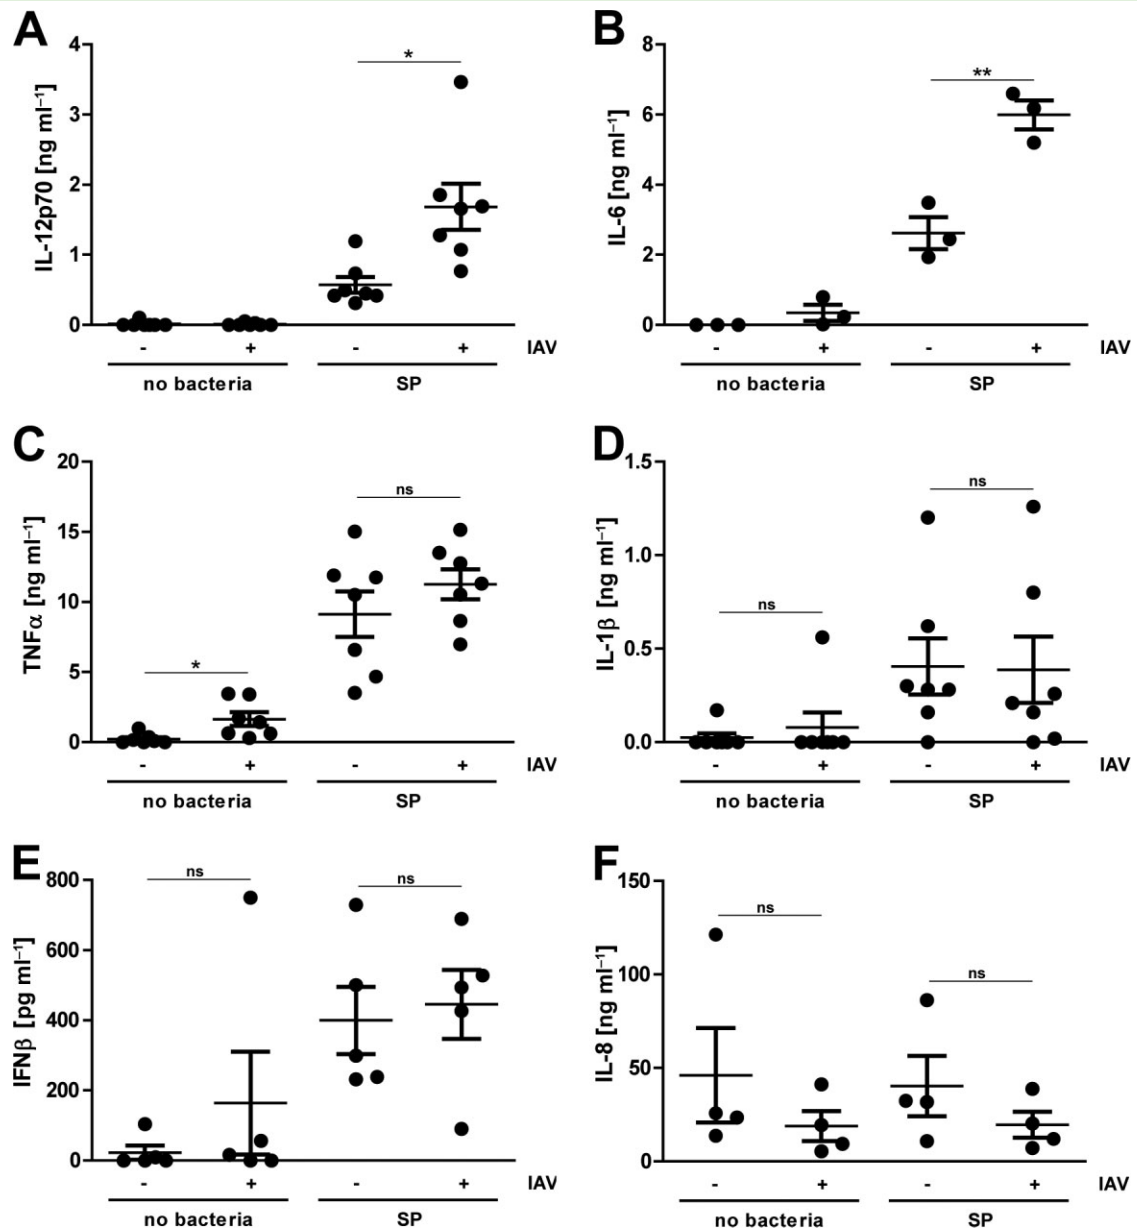 A
B
IL-12p70 [ng ml⁻¹]
4
3
2
1
0
*
- + - + IAV
no bacteria SP
IL-6 [ng ml⁻¹]
8
6
4
2
0
**
- + - + IAV
no bacteria SP
C
D
TNFα [ng ml⁻¹]
20
15
10
5
0
*
ns
- + - + IAV
no bacteria SP
IL-1β [ng ml⁻¹]
1.5
1.0
0.5
0.0
ns
ns
- + - + IAV
no bacteria SP
E
F
IFNβ [pg ml⁻¹]
800
600
400
200
0
ns
ns
- + - + IAV
no bacteria SP
IL-8 [ng ml⁻¹]
150
100
50
0
ns
ns
- + - + IAV
no bacteria SP